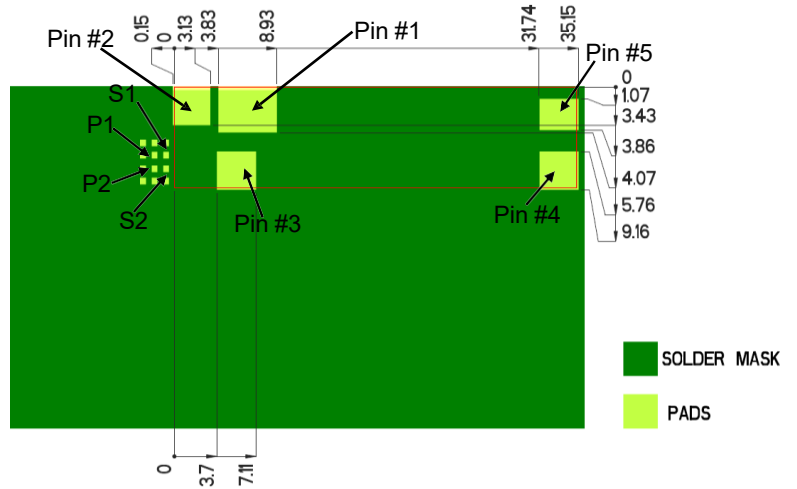 0.15
0
3.13
3.83
8.93
31.74
35.15
Pin #2
Pin #1
Pin #5
0
1.07
3.43
3.86
4.07
5.76
9.16
S1
P1
P2
S2
Pin #3
Pin #4
SOLDER MASK
PADS
0
3.7
7.11